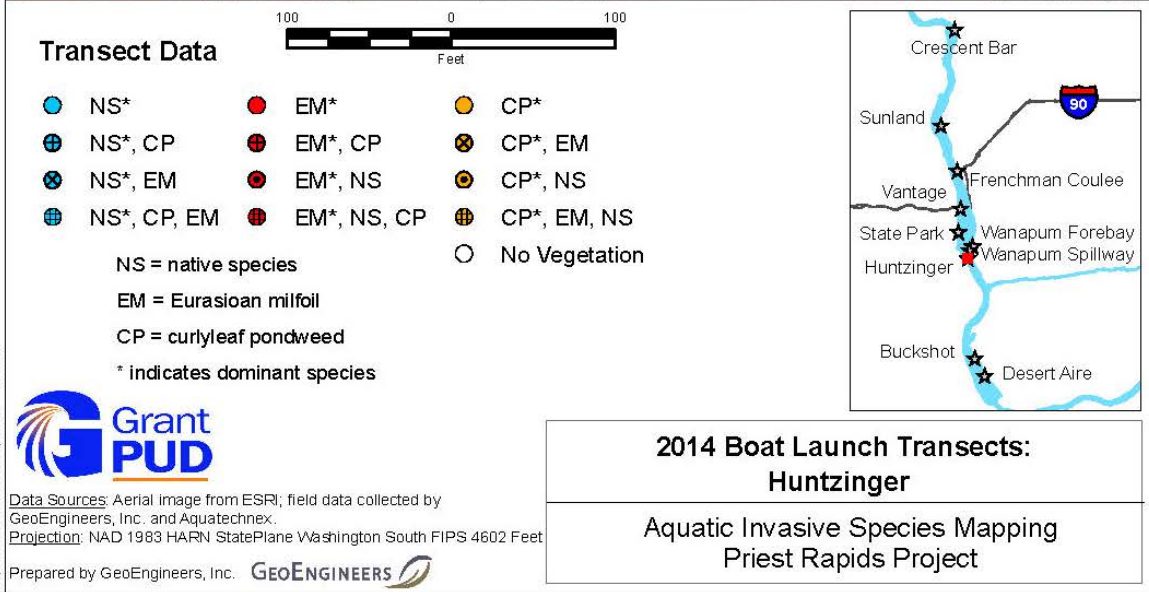 100 0 100
Feet
Transect Data
NS* EM* CP*
NS*, CP EM*, CP CP*, EM
NS*, EM EM*, NS CP*, NS
NS*, CP, EM EM*, NS, CP CP*, EM, NS
No Vegetation
NS = native species
EM = Eurasioan milfoil
CP = curlyleaf pondweed
* indicates dominant species
Grant
PUD
Data Sources: Aerial image from ESRI; field data collected by
GeoEngineers, Inc. and Aquatechnex.
Projection: NAD 1983 HARN StatePlane Washington South FIPS 4602 Feet
Prepared by GeoEngineers, Inc. GEOENGINEERS
Crescent Bar
90
Sunland
Frenchman Coulee
Vantage
State Park
Wanapum Forebay
Wanapum Spillway
Huntzinger
Buckshot
Desert Aire
2014 Boat Launch Transects:
Huntzinger
Aquatic Invasive Species Mapping
Priest Rapids Project